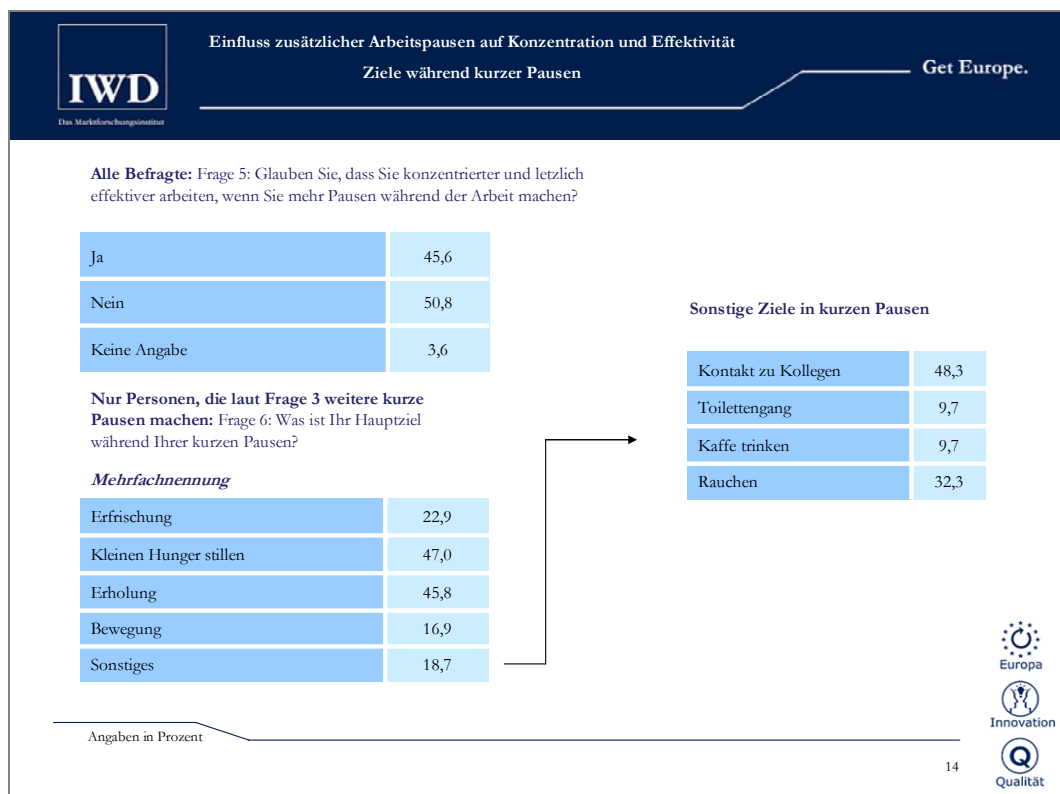 Einfluss zusätzlicher Arbeitspausen auf Konzentration und Effektivität
Ziele während kurzer Pausen
IWD
Das Marktforschungsinstitut
Get Europe.
Alle Befragte: Frage 5: Glauben Sie, dass Sie konzentrierter und letzlich
effektiver arbeiten, wenn Sie mehr Pausen während der Arbeit machen?
Ja 45,6
Nein 50,8
Keine Angabe 3,6
Nur Personen, die laut Frage 3 weitere kurze
Pausen machen: Frage 6: Was ist Ihr Hauptziel
während Ihrer kurzen Pausen?
Mehrfachnennung
Erfrischung 22,9
Kleinen Hunger stillen 47,0
Erholung 45,8
Bewegung 16,9
Sonstiges 18,7
Sonstige Ziele in kurzen Pausen
Kontakt zu Kollegen 48,3
Toilettengang 9,7
Kaffe trinken 9,7
Rauchen 32,3
Angaben in Prozent
14
Europa
Innovation
Q
Qualität